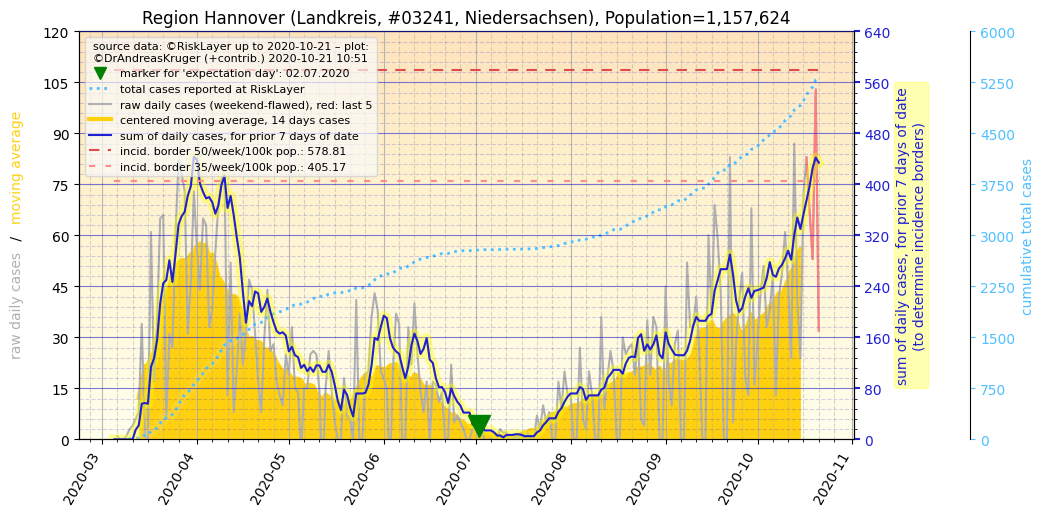 Region Hannover (Landkreis, #03241, Niedersachsen), Population=1,157,624
source data: ©RiskLayer up to 2020-10-21 – plot:
©DrAndreasKruger (+contrib.) 2020-10-21 10:51
marker for 'expectation day': 02.07.2020
total cases reported at RiskLayer
raw daily cases (weekend-flawed), red: last 5
centered moving average, 14 days cases
sum of daily cases, for prior 7 days of date
incid. border 50/week/100k pop.: 578.81
incid. border 35/week/100k pop.: 405.17
raw daily cases / moving average
120
105
90
75
60
45
30
15
0
2020-03
2020-04
2020-05
2020-06
2020-07
2020-08
2020-09
2020-10
2020-11
640
560
480
400
320
240
160
80
0
sum of daily cases, for prior 7 days of date
(to determine incidence borders)
6000
5250
4500
3750
3000
2250
1500
750
0
cumulative total cases